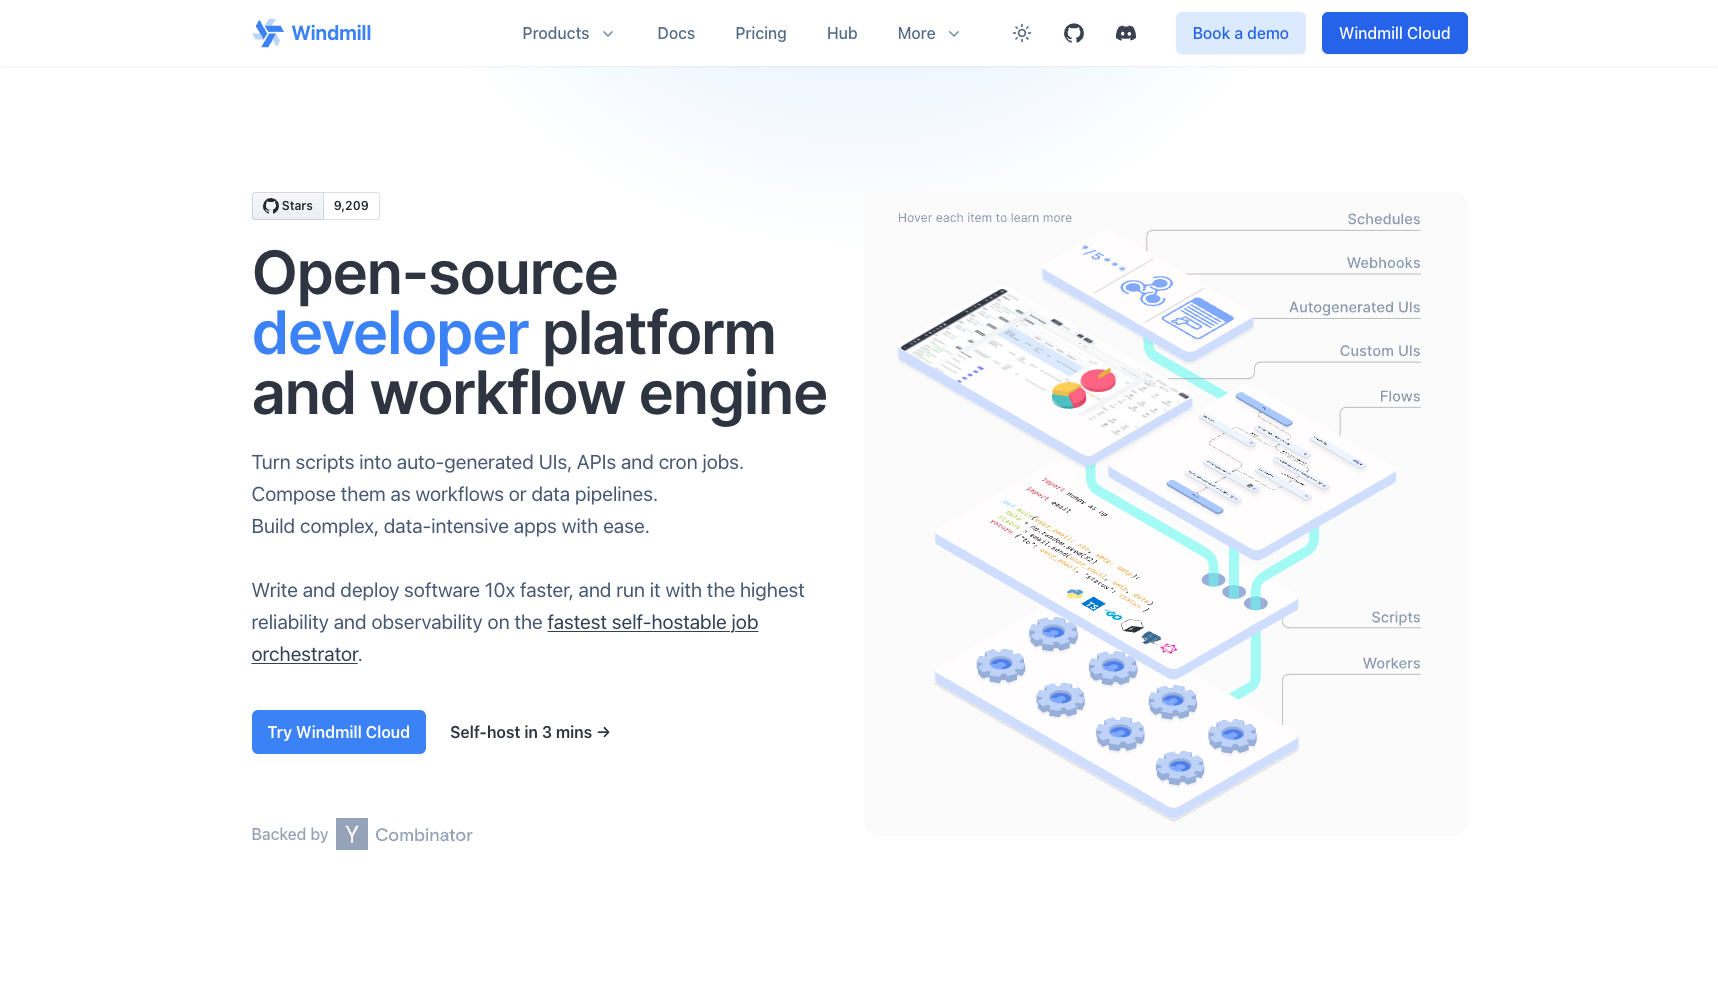 Windmill
Products
Docs
Pricing
Hub
More
Book a demo
Windmill Cloud
Stars
9,209
Open-source
developer platform
and workflow engine
Turn scripts into auto-generated UIs, APIs and cron jobs.
Compose them as workflows or data pipelines.
Build complex, data-intensive apps with ease.
Write and deploy software 10x faster, and run it with the highest
reliability and observability on the fastest self-hostable job
orchestrator.
Try Windmill Cloud
Self-host in 3 mins →
Backed by Y Combinator
Hover each item to learn more
Schedules
Webhooks
Autogenerated UIs
Custom UIs
Flows
Scripts
Workers
*/5***
import numpy as np
import email